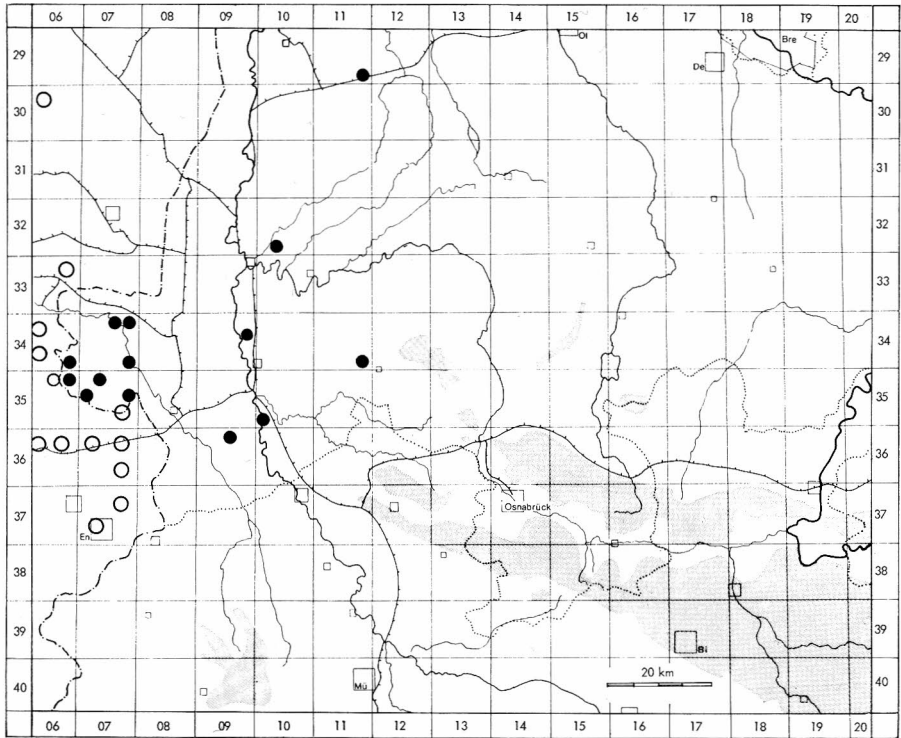 06 07 08 09 10 11 12 13 14 15 16 17 18 19 20
29 Ol De Bre 29
30 30
31 31
32 32
33 33
34 34
35 35
36 36
Osnabrück
37 En 37
38 38
39 Bi 39
20 km
40 Mü 40
06 07 08 09 10 11 12 13 14 15 16 17 18 19 20